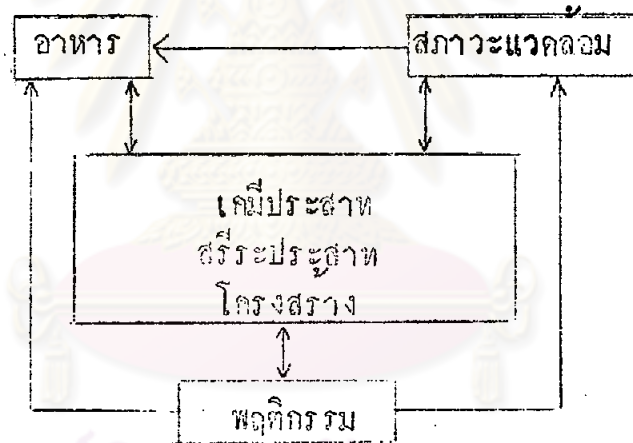 อาหาร
สภาวะแวดล้อม
เคมีประสาท
สรีระประสาท
โครงสร้าง
พฤติกรรม